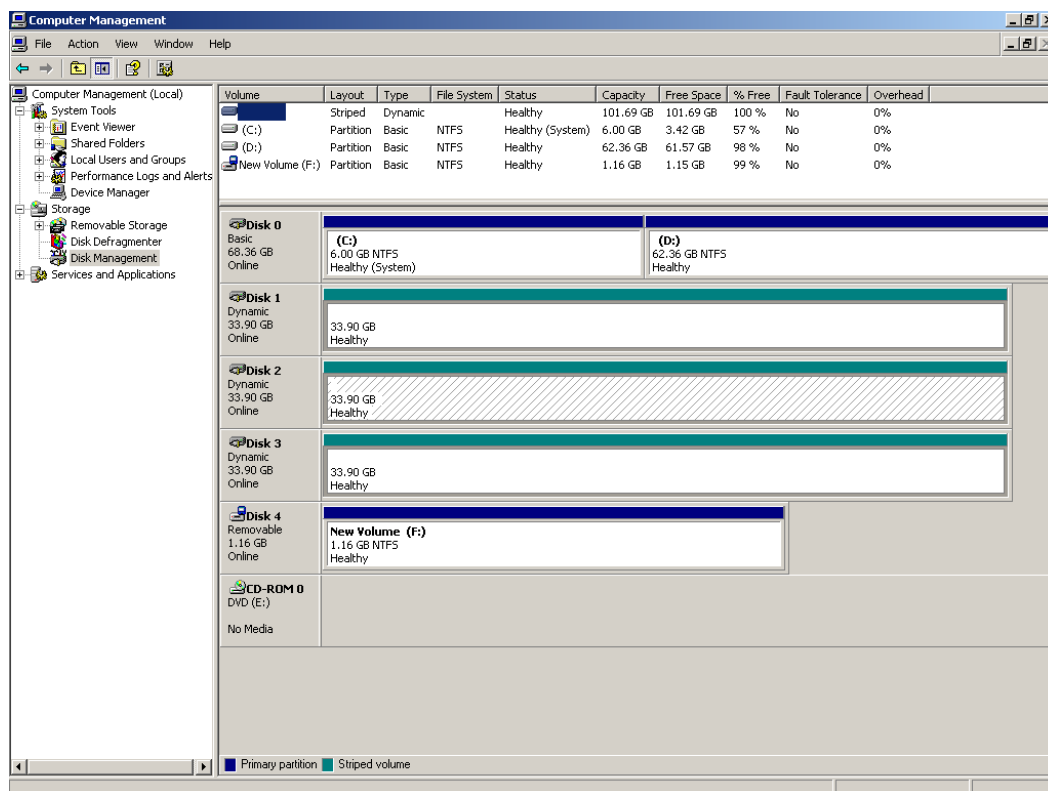 Computer Management
File Action View Window Help
Computer Management (Local)
System Tools
Event Viewer
Shared Folders
Local Users and Groups
Performance Logs and Alerts
Device Manager
Storage
Removable Storage
Disk Defragmenter
Disk Management
Services and Applications
Volume Layout Type File System Status Capacity Free Space % Free Fault Tolerance Overhead
Striped Dynamic Healthy 101.69 GB 101.69 GB 100 % No 0%
(C:) Partition Basic NTFS Healthy (System) 6.00 GB 3.42 GB 57 % No 0%
(D:) Partition Basic NTFS Healthy 62.36 GB 61.57 GB 98 % No 0%
New Volume (F:) Partition Basic NTFS Healthy 1.16 GB 1.15 GB 99 % No 0%
Disk 0
Basic
68.36 GB
Online
(C:)
6.00 GB NTFS
Healthy (System)
(D:)
62.36 GB NTFS
Healthy
Disk 1
Dynamic
33.90 GB
Online
33.90 GB
Healthy
Disk 2
Dynamic
33.90 GB
Online
33.90 GB
Healthy
Disk 3
Dynamic
33.90 GB
Online
33.90 GB
Healthy
Disk 4
Removable
1.16 GB
Online
New Volume (F:)
1.16 GB NTFS
Healthy
CD-ROM 0
DVD (E:)
No Media
Primary partition Striped volume